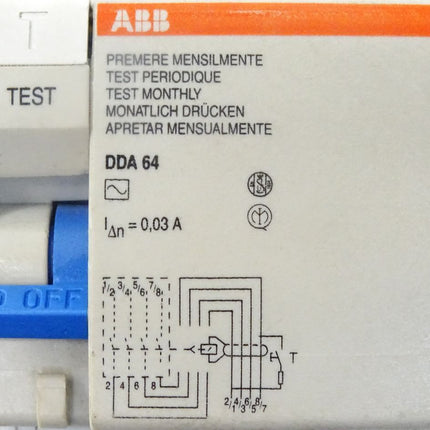 ABB
T
TEST
PREMERE MENSILMENTE
TEST PERIODIQUE
TEST MONTHLY
MONATLICH DRÜCKEN
APRETAR MENSUALMENTE
DDA 64
I∆n = 0,03 A
OFF
1/2 3/4 5/6 7/8
2 4 6 8
2/1 4/3 6/5 8/7
T